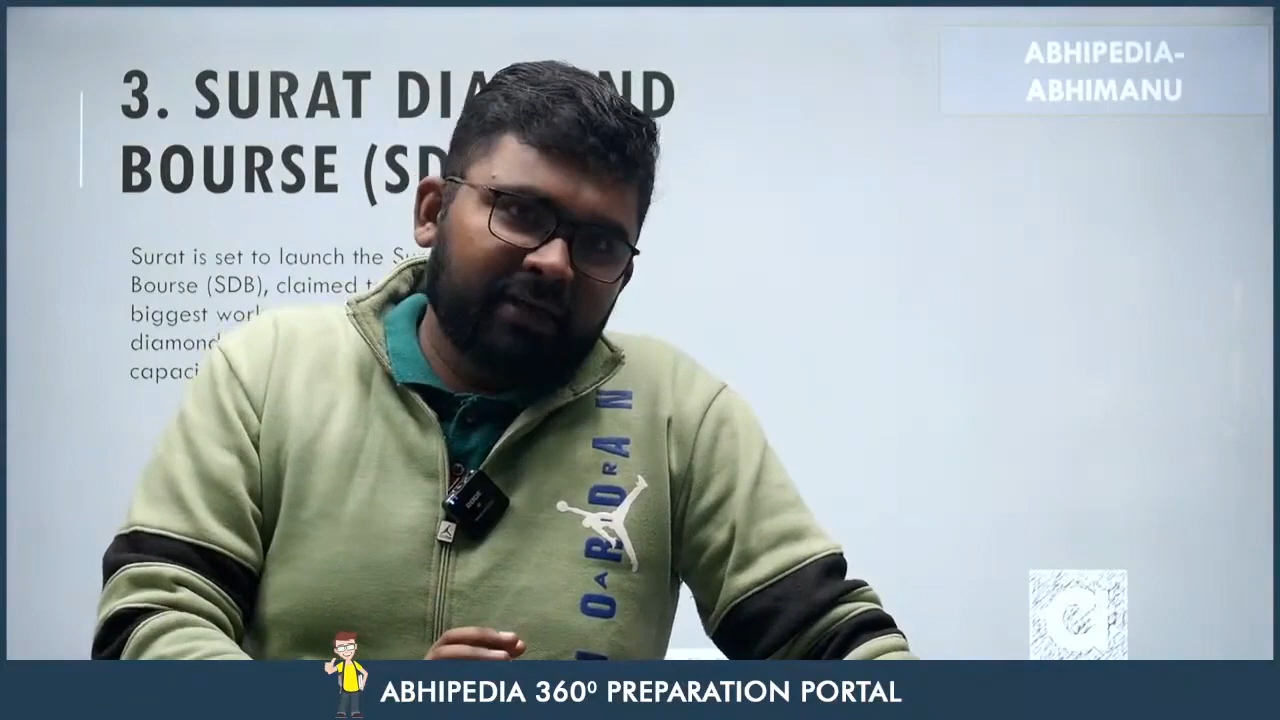 3. SURAT DIA ND
BOURSE (SD
Surat is set to launch the Su
Bourse (SDB), claimed t
biggest worl
diamond
capaci
ABHIPEDIA-
ABHIMANU
JORDAN
ABHIPEDIA 360⁰ PREPARATION PORTAL